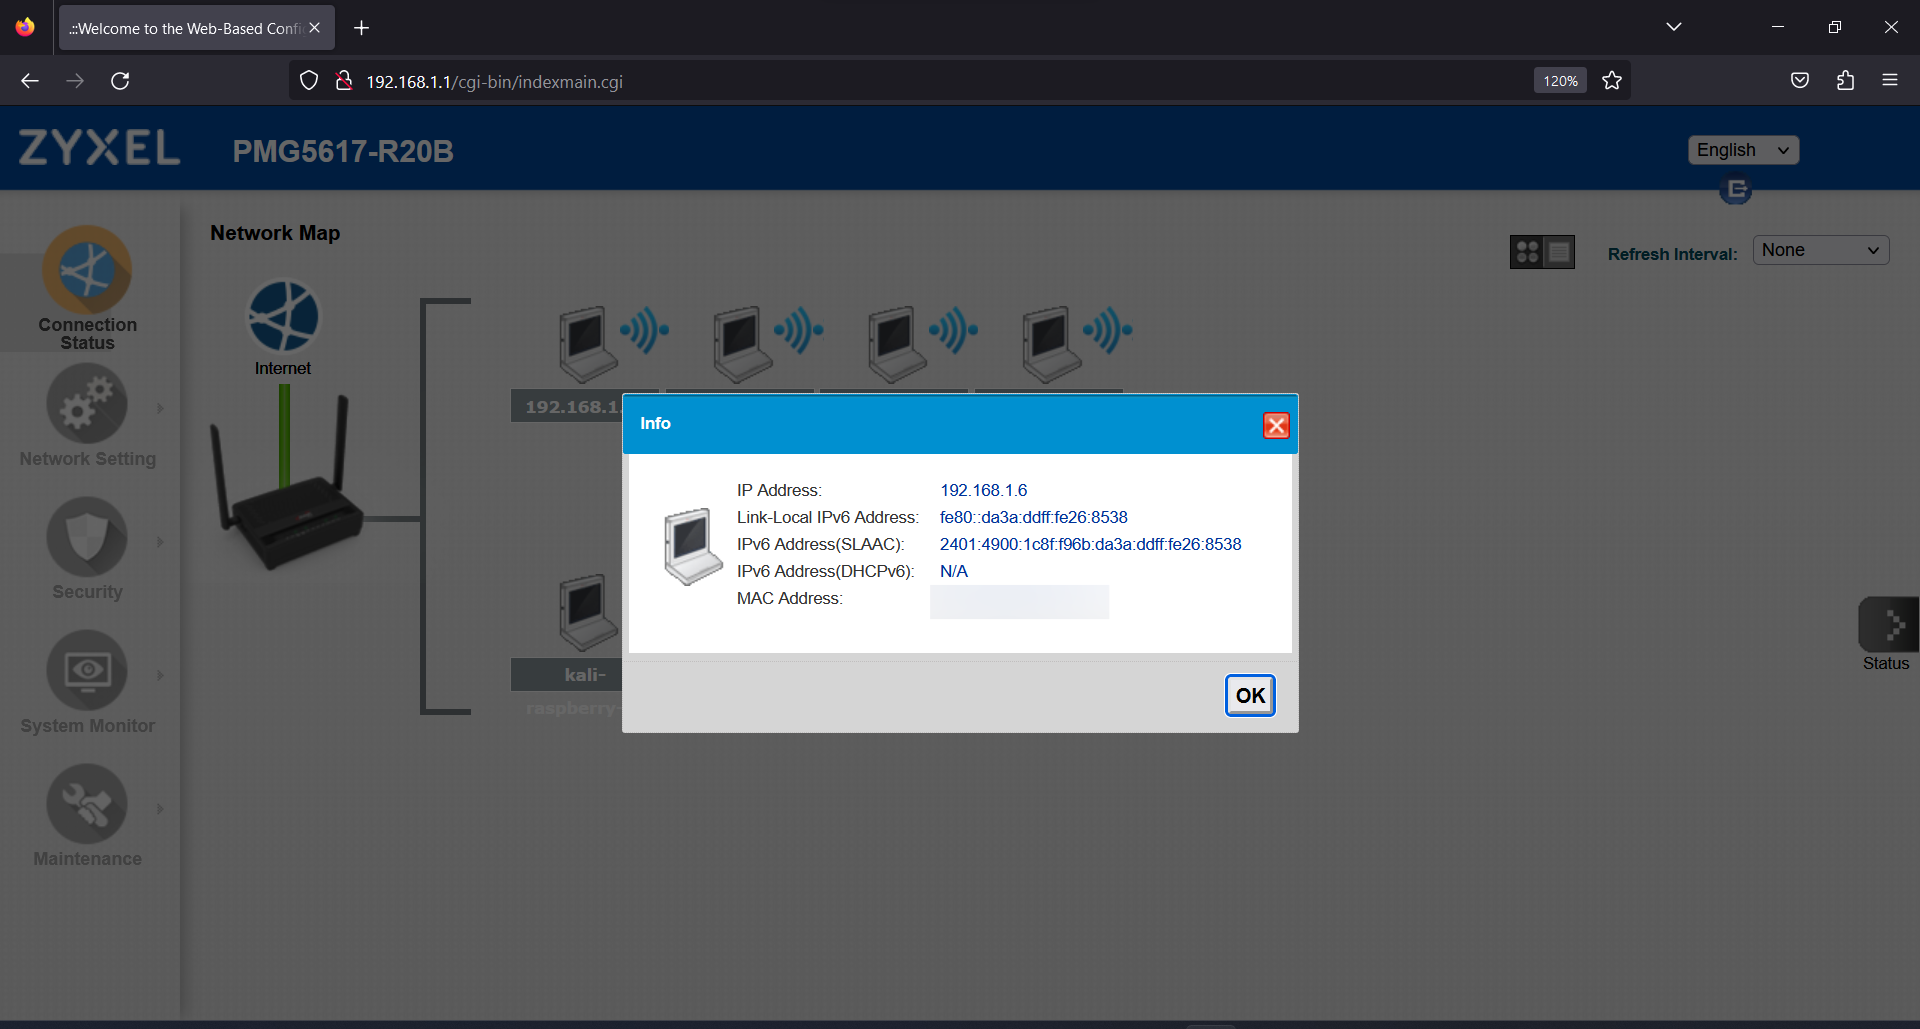 .::Welcome to the Web-Based Confi
192.168.1.1/cgi-bin/indexmain.cgi
120%
ZYXEL
PMG5617-R20B
English
Network Map
Refresh Interval:
None
Connection
Status
Internet
Network Setting
Security
System Monitor
Maintenance
192.168.1.
Info
IP Address: 192.168.1.6
Link-Local IPv6 Address: fe80::da3a:ddff:fe26:8538
IPv6 Address(SLAAC): 2401:4900:1c8f:f96b:da3a:ddff:fe26:8538
IPv6 Address(DHCPv6): N/A
MAC Address:
OK
kali-
raspberry-
Status